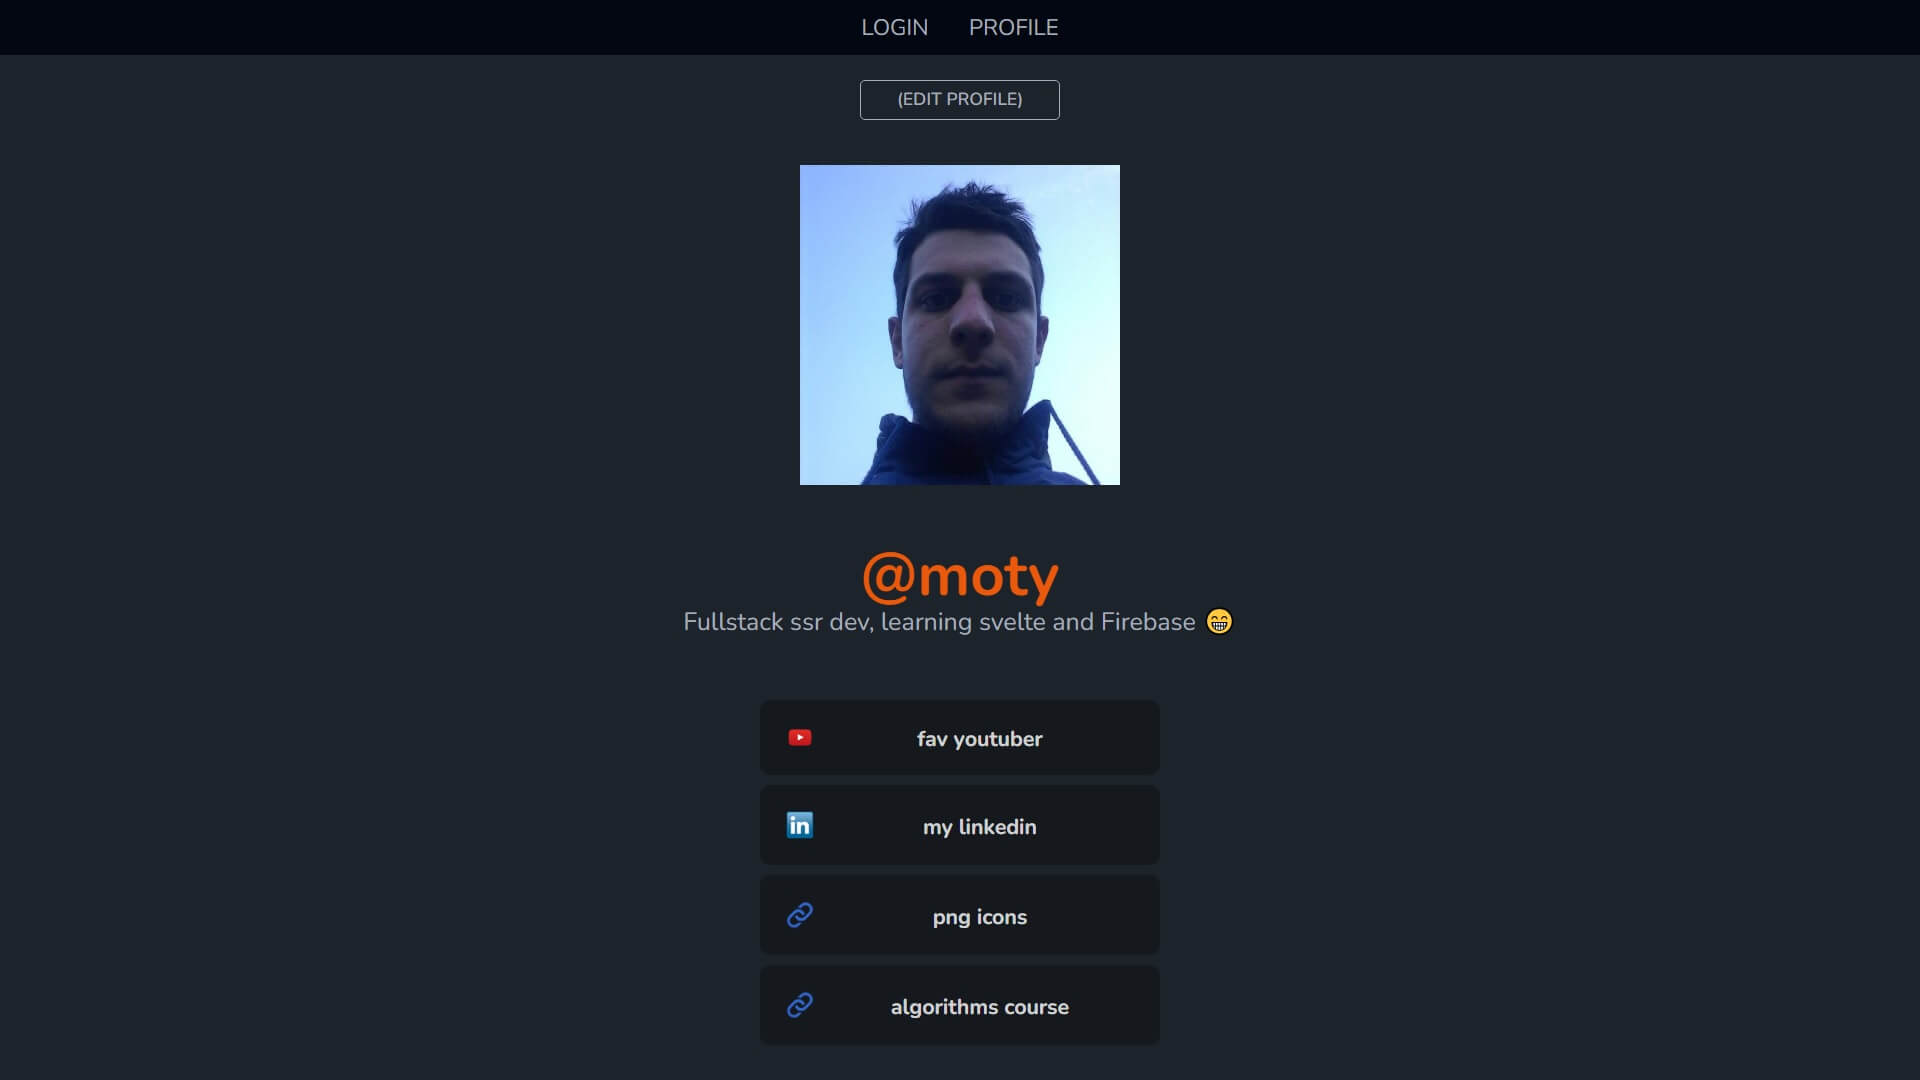 LOGIN PROFILE
(EDIT PROFILE)
@moty
Fullstack ssr dev, learning svelte and Firebase 😁
fav youtuber
in my linkedin
png icons
algorithms course